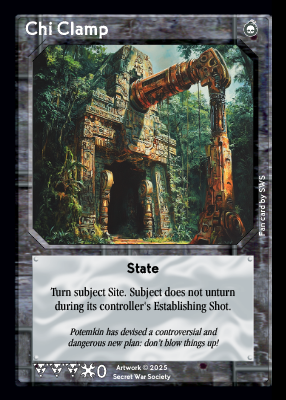 Chi Clamp
Fan card by SWS
State
Turn subject Site. Subject does not unturn
during its controller's Establishing Shot.
Potemkin has devised a controversial and
dangerous new plan: don't blow things up!
0
Artwork © 2025
Secret War Society